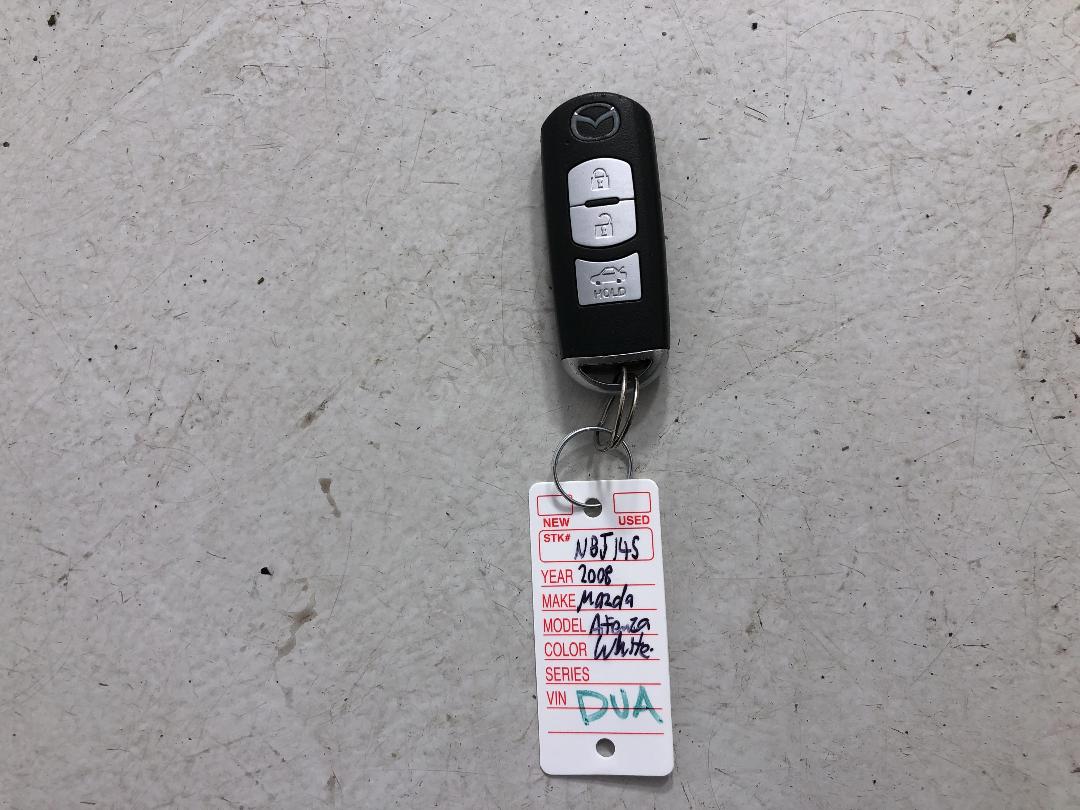 HOLD
NEW USED
STK# NBJ145
YEAR 2008
MAKE Mazda
MODEL Atenza
COLOR White.
SERIES
VIN DUA